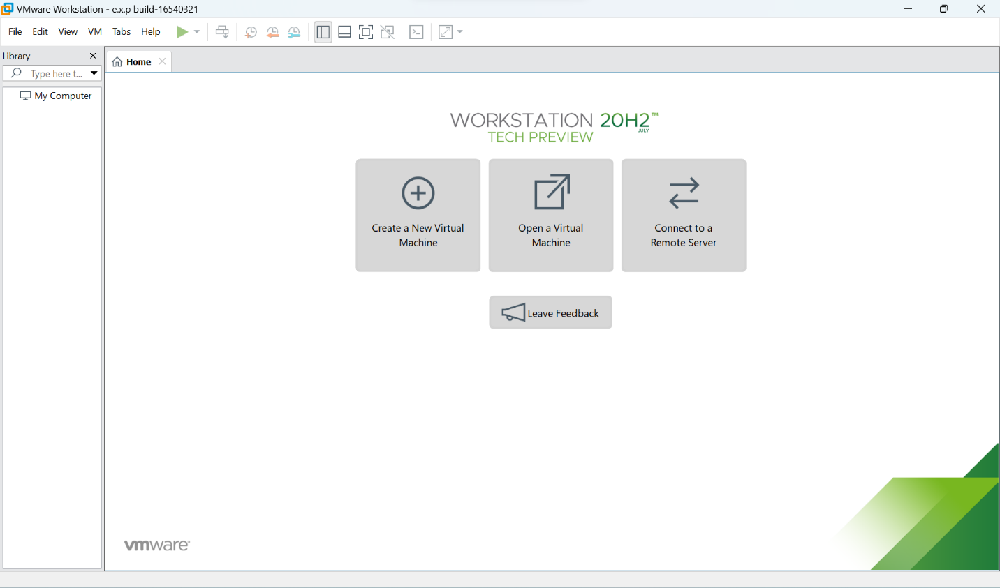 VMware Workstation - e.x.p build-16540321
File Edit View VM Tabs Help
Library
Type here t...
My Computer
Home
WORKSTATION 20H2™
JULY
TECH PREVIEW
Create a New Virtual
Machine
Open a Virtual
Machine
Connect to a
Remote Server
Leave Feedback
vmware®